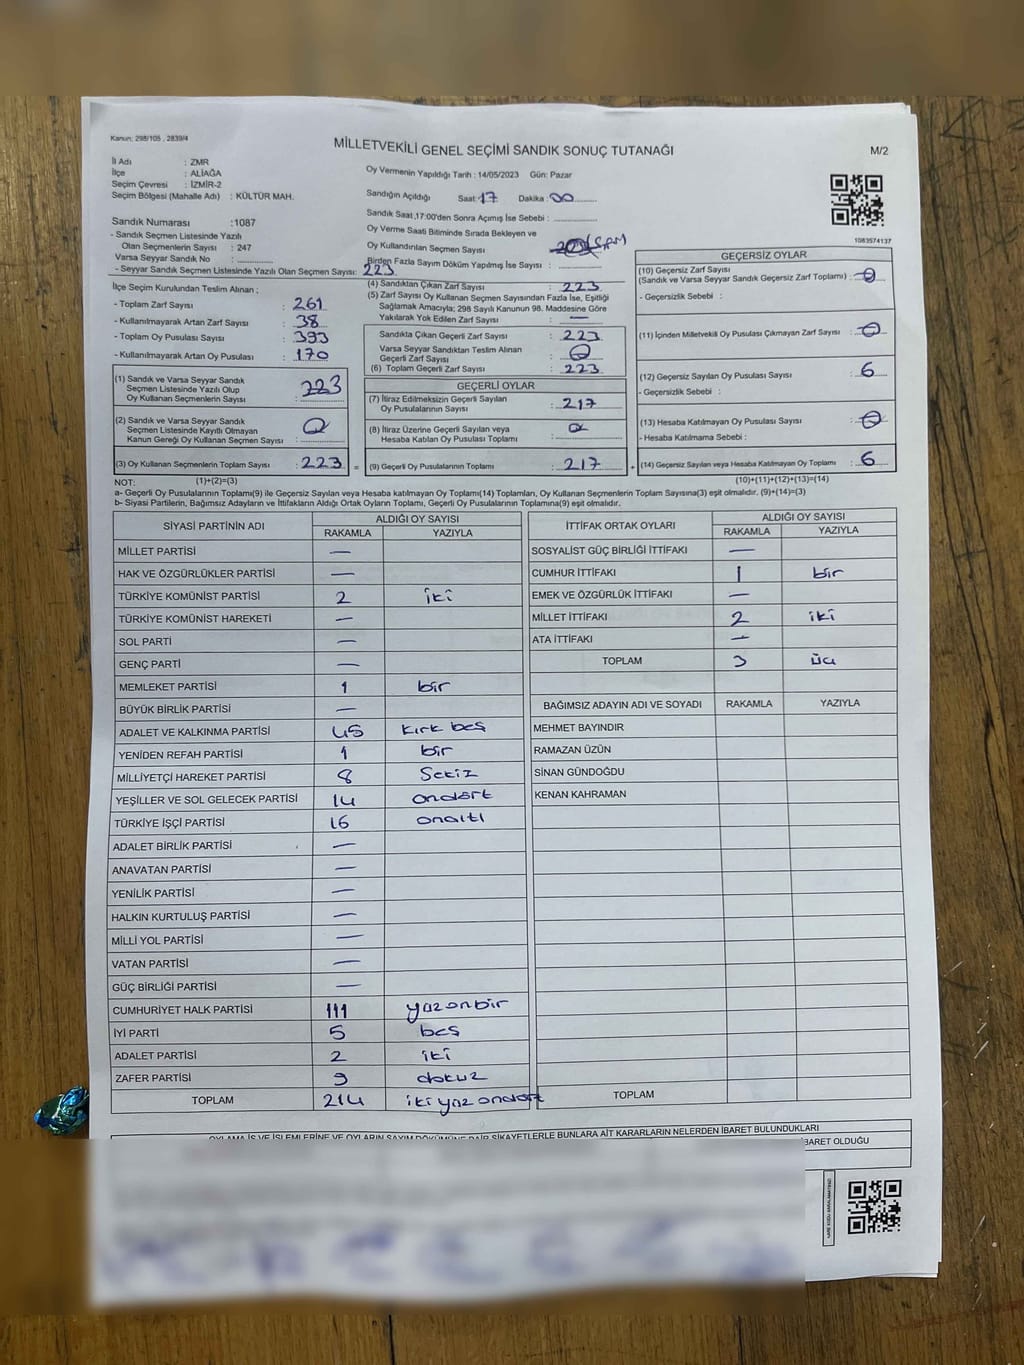 Kanun; 298/105 , 2839/4
MİLLETVEKİLİ GENEL SEÇİMİ SANDIK SONUÇ TUTANAĞI
M/2
İl Adı : ZMR
İlçe : ALİAĞA
Seçim Çevresi : İZMİR-2
Seçim Bölgesi (Mahalle Adı) : KÜLTÜR MAH.
Oy Vermenin Yapıldığı Tarih : 14/05/2023 Gün: Pazar
Sandığın Açıldığı Saat : 17 Dakika : 00
Sandık Saat ,17:00'den Sonra Açımış İse Sebebi :
Oy Verme Saati Bitiminde Sırada Bekleyen ve
Oy Kullandırılan Seçmen Sayısı
Birden Fazla Sayım Döküm Yapılmış İse Sayısı :
1083574137
Sandık Numarası :1087
- Sandık Seçmen Listesinde Yazılı
Olan Seçmenlerin Sayısı : 247
Varsa Seyyar Sandık No :
- Seyyar Sandık Seçmen Listesinde Yazılı Olan Seçmen Sayısı: 223
İlçe Seçim Kurulundan Teslim Alınan ;
- Toplam Zarf Sayısı : 261
- Kullanılmayarak Artan Zarf Sayısı : 38
- Toplam Oy Pusulası Sayısı : 393
- Kullanılmayarak Artan Oy Pusulası : 170
(1) Sandık ve Varsa Seyyar Sandık
Seçmen Listesinde Yazılı Olup
Oy Kullanan Seçmenlerin Sayısı : 223
(2) Sandık ve Varsa Seyyar Sandık
Seçmen Listesinde Kayıtlı Olmayan
Kanun Gereği Oy Kullanan Seçmen Sayısı : 0
(3) Oy Kullanan Seçmenlerin Toplam Sayısı : 223 =
(4) Sandıktan Çıkan Zarf Sayısı : 223
(5) Zarf Sayısı Oy Kullanan Seçmen Sayısından Fazla İse, Eşitliği
Sağlamak Amacıyla; 298 Sayılı Kanunun 98. Maddesine Göre
Yakılarak Yok Edilen Zarf Sayısı : —
Sandıkta Çıkan Geçerli Zarf Sayısı : 223
Varsa Seyyar Sandıktan Teslim Alınan
Geçerli Zarf Sayısı : 0
(6) Toplam Geçerli Zarf Sayısı : 223
GEÇERLİ OYLAR
(7) İtiraz Edilmeksizin Geçerli Sayılan
Oy Pusulalarının Sayısı : 217
(8) İtiraz Üzerine Geçerli Sayılan veya
Hesaba Katılan Oy Pusulası Toplamı : 0
(9) Geçerli Oy Pusulalarının Toplamı : 217 +
GEÇERSİZ OYLAR
(10) Geçersiz Zarf Sayısı
(Sandık ve Varsa Seyyar Sandık Geçersiz Zarf Toplamı) : 0
- Geçersizlik Sebebi :
(11) İçinden Milletvekili Oy Pusulası Çıkmayan Zarf Sayısı : 0
(12) Geçersiz Sayılan Oy Pusulası Sayısı : 6
- Geçersizlik Sebebi :
(13) Hesaba Katılmayan Oy Pusulası Sayısı : 0
- Hesaba Katılmama Sebebi :
(14) Geçersiz Sayılan veya Hesaba Katılmayan Oy Pusulası Toplamı : 6
NOT: (1)+(2)=(3) (10)+(11)+(12)+(13)=(14)
a- Geçerli Oy Pusulalarının Toplamı(9) ile Geçersiz Sayılan veya Hesaba katılmayan Oy Toplamı(14) Toplamları, Oy Kullanan Seçmenlerin Toplam Sayısına(3) eşit olmalıdır. (9)+(14)=(3)
b- Siyasi Partilerin, Bağımsız Adayların ve İttifakların Aldığı Ortak Oyların Toplamı, Geçerli Oy Pusulalarının Toplamına(9) eşit olmalıdır.
SİYASİ PARTİNİN ADI ALDIĞI OY SAYISI
RAKAMLA YAZIYLA
MİLLET PARTİSİ —
HAK VE ÖZGÜRLÜKLER PARTİSİ —
TÜRKİYE KOMÜNİST PARTİSİ 2 iki
TÜRKİYE KOMÜNİST HAREKETİ —
SOL PARTİ —
GENÇ PARTİ —
MEMLEKET PARTİSİ 1 bir
BÜYÜK BİRLİK PARTİSİ —
ADALET VE KALKINMA PARTİSİ 45 kırk beş
YENİDEN REFAH PARTİSİ 1 bir
MİLLİYETÇİ HAREKET PARTİSİ 8 Sekiz
YEŞİLLER VE SOL GELECEK PARTİSİ 14 ondört
TÜRKİYE İŞÇİ PARTİSİ 16 onaltı
ADALET BİRLİK PARTİSİ —
ANAVATAN PARTİSİ —
YENİLİK PARTİSİ —
HALKIN KURTULUŞ PARTİSİ —
MİLLİ YOL PARTİSİ —
VATAN PARTİSİ —
GÜÇ BİRLİĞİ PARTİSİ —
CUMHURİYET HALK PARTİSİ 111 yüzonbir
İYİ PARTİ 5 beş
ADALET PARTİSİ 2 iki
ZAFER PARTİSİ 9 dokuz
TOPLAM 214 iki yüz ondört
İTTİFAK ORTAK OYLARI ALDIĞI OY SAYISI
RAKAMLA YAZIYLA
SOSYALİST GÜÇ BİRLİĞİ İTTİFAKI —
CUMHUR İTTİFAKI 1 bir
EMEK VE ÖZGÜRLÜK İTTİFAKI —
MİLLET İTTİFAKI 2 iki
ATA İTTİFAKI —
TOPLAM 3 üç
BAĞIMSIZ ADAYIN ADI VE SOYADI RAKAMLA YAZIYLA
MEHMET BAYINDIR
RAMAZAN ÜZÜN
SİNAN GÜNDOĞDU
KENAN KAHRAMAN
TOPLAM
OYLAMA İŞ VE İŞLEMLERİNE VE OYLARIN SAYIM DÖKÜMÜNE DAİR ŞİKAYETLERLE BUNLARA AİT KARARLARIN NELERDEN İBARET BULUNDUKLARI
İBARET OLDUĞU